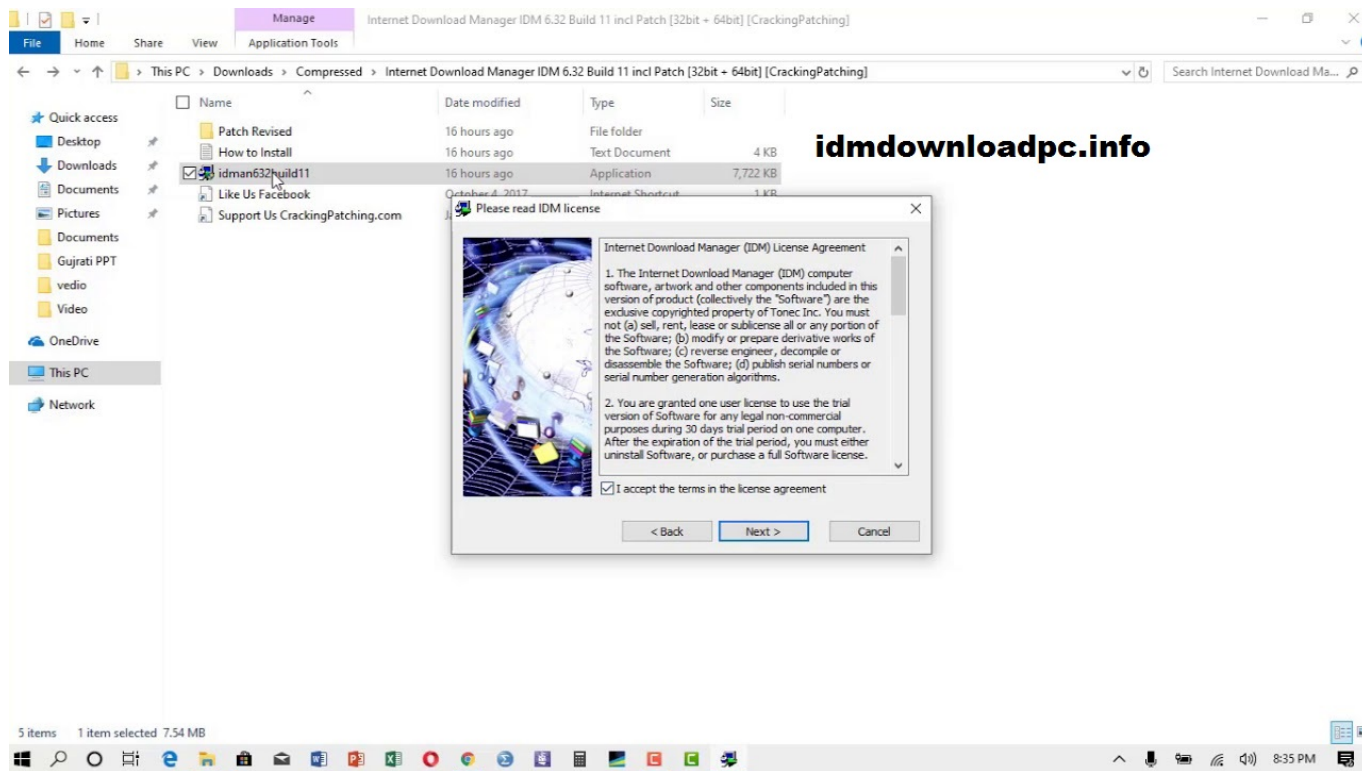 Manage
Internet Download Manager IDM 6.32 Build 11 incl Patch [32bit + 64bit] [CrackingPatching]
File Home Share View Application Tools
This PC > Downloads > Compressed > Internet Download Manager IDM 6.32 Build 11 incl Patch [32bit + 64bit] [CrackingPatching]
Search Internet Download Ma...
Name Date modified Type Size
Quick access
Desktop
Downloads
Documents
Pictures
Documents
Gujrati PPT
vedio
Video
OneDrive
This PC
Network
Patch Revised 16 hours ago File folder
How to Install 16 hours ago Text Document 4 KB
idman632build11 16 hours ago Application 7,722 KB
Like Us Facebook October 4, 2017 Internet Shortcut 1 KB
Support Us CrackingPatching.com
idmdownloadpc.info
Please read IDM license
Internet Download Manager (IDM) License Agreement
1. The Internet Download Manager (IDM) computer
software, artwork and other components included in this
version of product (collectively the "Software") are the
exclusive copyrighted property of Tonec Inc. You must
not (a) sell, rent, lease or sublicense all or any portion of
the Software; (b) modify or prepare derivative works of
the Software; (c) reverse engineer, decompile or
disassemble the Software; (d) publish serial numbers or
serial number generation algorithms.
2. You are granted one user license to use the trial
version of Software for any legal non-commercial
purposes during 30 days trial period on one computer.
After the expiration of the trial period, you must either
uninstall Software, or purchase a full Software license.
I accept the terms in the license agreement
< Back Next > Cancel
5 items 1 item selected 7.54 MB
8:35 PM